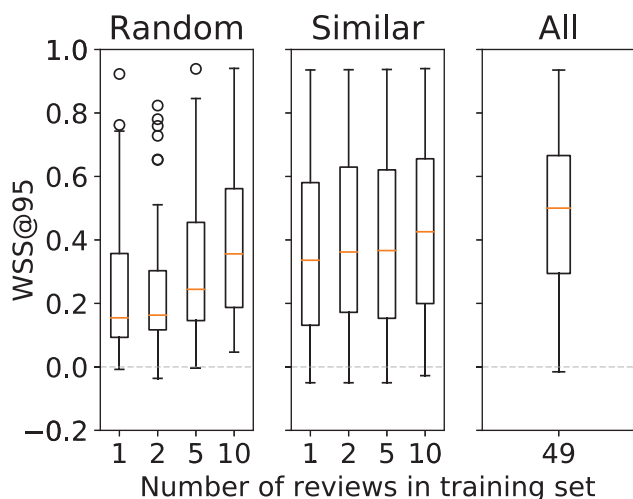 Random Similar All
WSS@95
1.0
0.8
0.6
0.4
0.2
0.0
−0.2
1 2 5 10 1 2 5 10 49
Number of reviews in training set